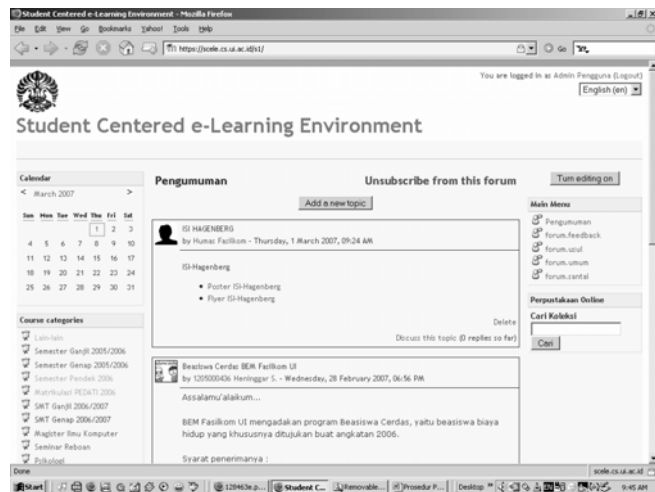 Student Centered e-Learning Environment - Mozilla Firefox
File Edit View Go Bookmarks Yahoo! Tools Help
https://scele.cs.ui.ac.id/s1/
Go
You are logged in as Admin Pengguna (Logout)
English (en)
Student Centered e-Learning Environment
Calendar
< March 2007 >
Sun Mon Tue Wed Thu Fri Sat
1 2 3
4 5 6 7 8 9 10
11 12 13 14 15 16 17
18 19 20 21 22 23 24
25 26 27 28 29 30 31
Course categories
Lain-lain
Semester Ganjil 2005/2006
Semester Genap 2005/2006
Semester Pendek 2006
Matrikulasi PEDATI 2006
SMT Ganjil 2006/2007
SMT Genap 2006/2007
Magister Ilmu Komputer
Seminar Reboan
Psikologi
Pengumuman
Unsubscribe from this forum
Add a new topic
ISI HAGENBERG
by Humas Fasilkom - Thursday, 1 March 2007, 09:24 AM
ISI-Hagenberg
• Poster ISI-Hagenberg
• Flyer ISI-Hagenberg
Delete
Discuss this topic (0 replies so far)
Beasiswa Cerdas BEM Fasilkom UI
by 1205000436 Heninggar S. - Wednesday, 28 February 2007, 06:56 PM
Assalamu'alaikum...
BEM Fasilkom UI mengadakan program Beasiswa Cerdas, yaitu beasiswa biaya
hidup yang khususnya ditujukan buat angkatan 2006.
Syarat penerimana :
Turn editing on
Main Menu
Pengumuman
forum.feedback
forum.usul
forum.umum
forum.santai
Perpustakaan Online
Cari Koleksi
Cari
Done
scele.cs.ui.ac.id
Start
128463e.p...
Student C...
Removable...
Prosedur P...
Desktop
9:45 AM